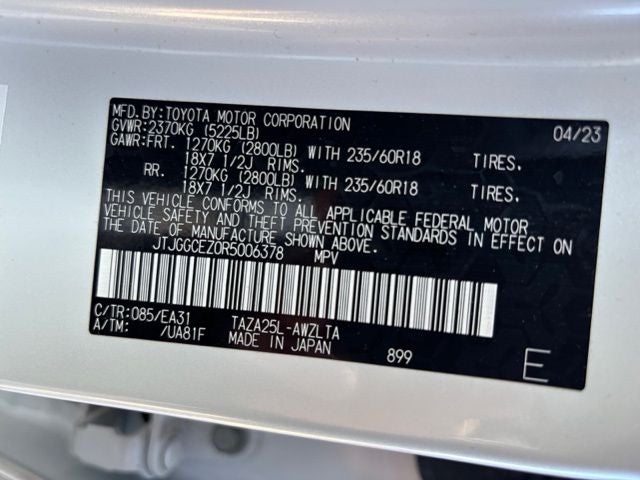 MFD.BY:TOYOTA MOTOR CORPORATION 04/23
GVWR:2370KG (5225LB)
GAWR:FRT. 1270KG (2800LB) WITH 235/60R18 TIRES.
18X7 1/2J RIMS.
RR. 1270KG (2800LB) WITH 235/60R18 TIRES.
18X7 1/2J RIMS.
THIS VEHICLE CONFORMS TO ALL APPLICABLE FEDERAL MOTOR
VEHICLE SAFETY AND THEFT PREVENTION STANDARDS IN EFFECT ON
THE DATE OF MANUFACTURE SHOWN ABOVE.
JTJGGCEZ0R5006378 MPV
C/TR:085/EA31 TAZA25L-AWZLTA
A/TM: /UA81F MADE IN JAPAN 899 E